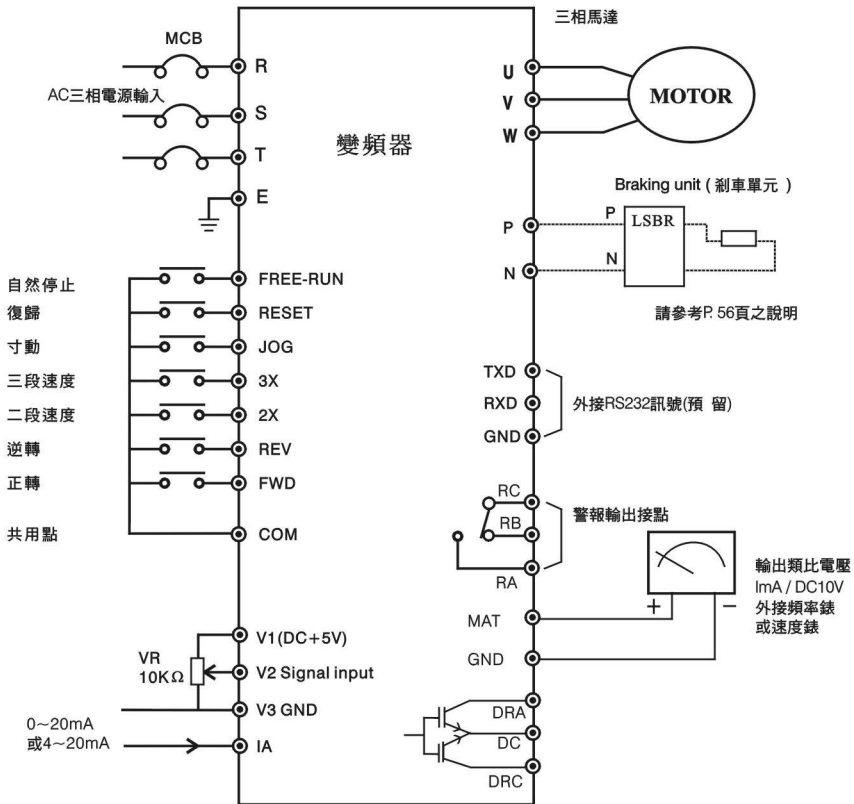 三相馬達
MCB
R
AC三相電源輸入
S
T
E
變頻器
U
V
W
MOTOR
Braking unit ( 剎車單元 )
P
P
LSBR
N
N
請參考P. 56頁之說明
自然停止
FREE-RUN
復歸
RESET
寸動
JOG
三段速度
3X
二段速度
2X
逆轉
REV
正轉
FWD
共用點
COM
TXD
RXD
GND
外接RS232訊號(預 留)
RC
RB
RA
警報輸出接點
輸出類比電壓
ImA / DC10V
外接頻率錶
或速度錶
+
−
MAT
GND
V1(DC+5V)
VR
10KΩ
V2 Signal input
V3 GND
0~20mA
或4~20mA
IA
DRA
DC
DRC